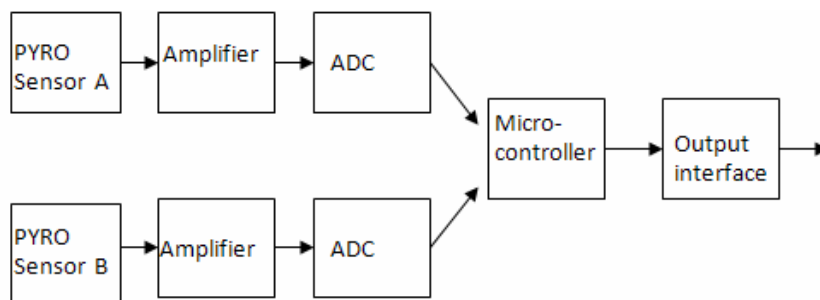 PYRO
Sensor A
Amplifier
ADC
Micro-
controller
Output
interface
PYRO
Sensor B
Amplifier
ADC